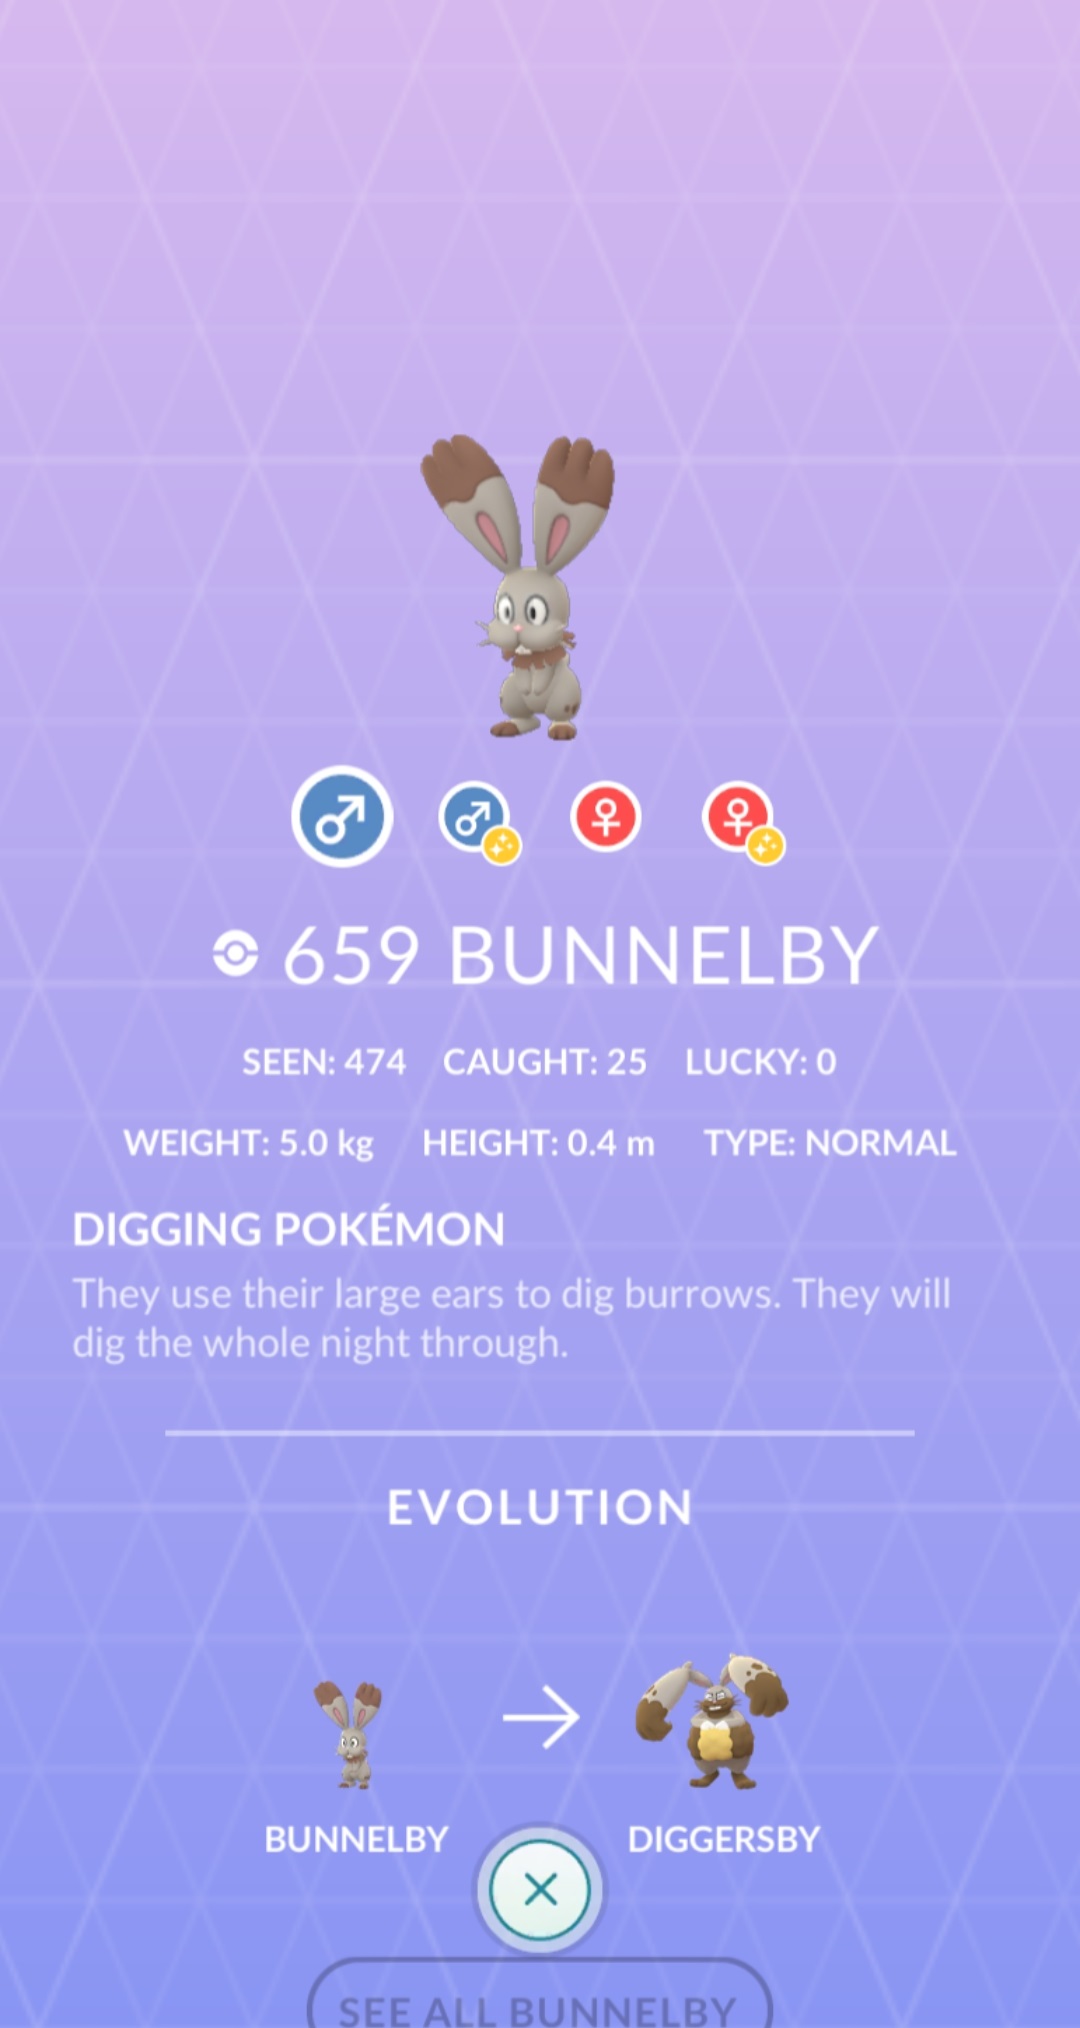 659 BUNNELBY
SEEN: 474 CAUGHT: 25 LUCKY: 0
WEIGHT: 5.0 kg HEIGHT: 0.4 m TYPE: NORMAL
DIGGING POKÉMON
They use their large ears to dig burrows. They will
dig the whole night through.
EVOLUTION
BUNNELBY DIGGERSBY
SEE ALL BUNNELBY